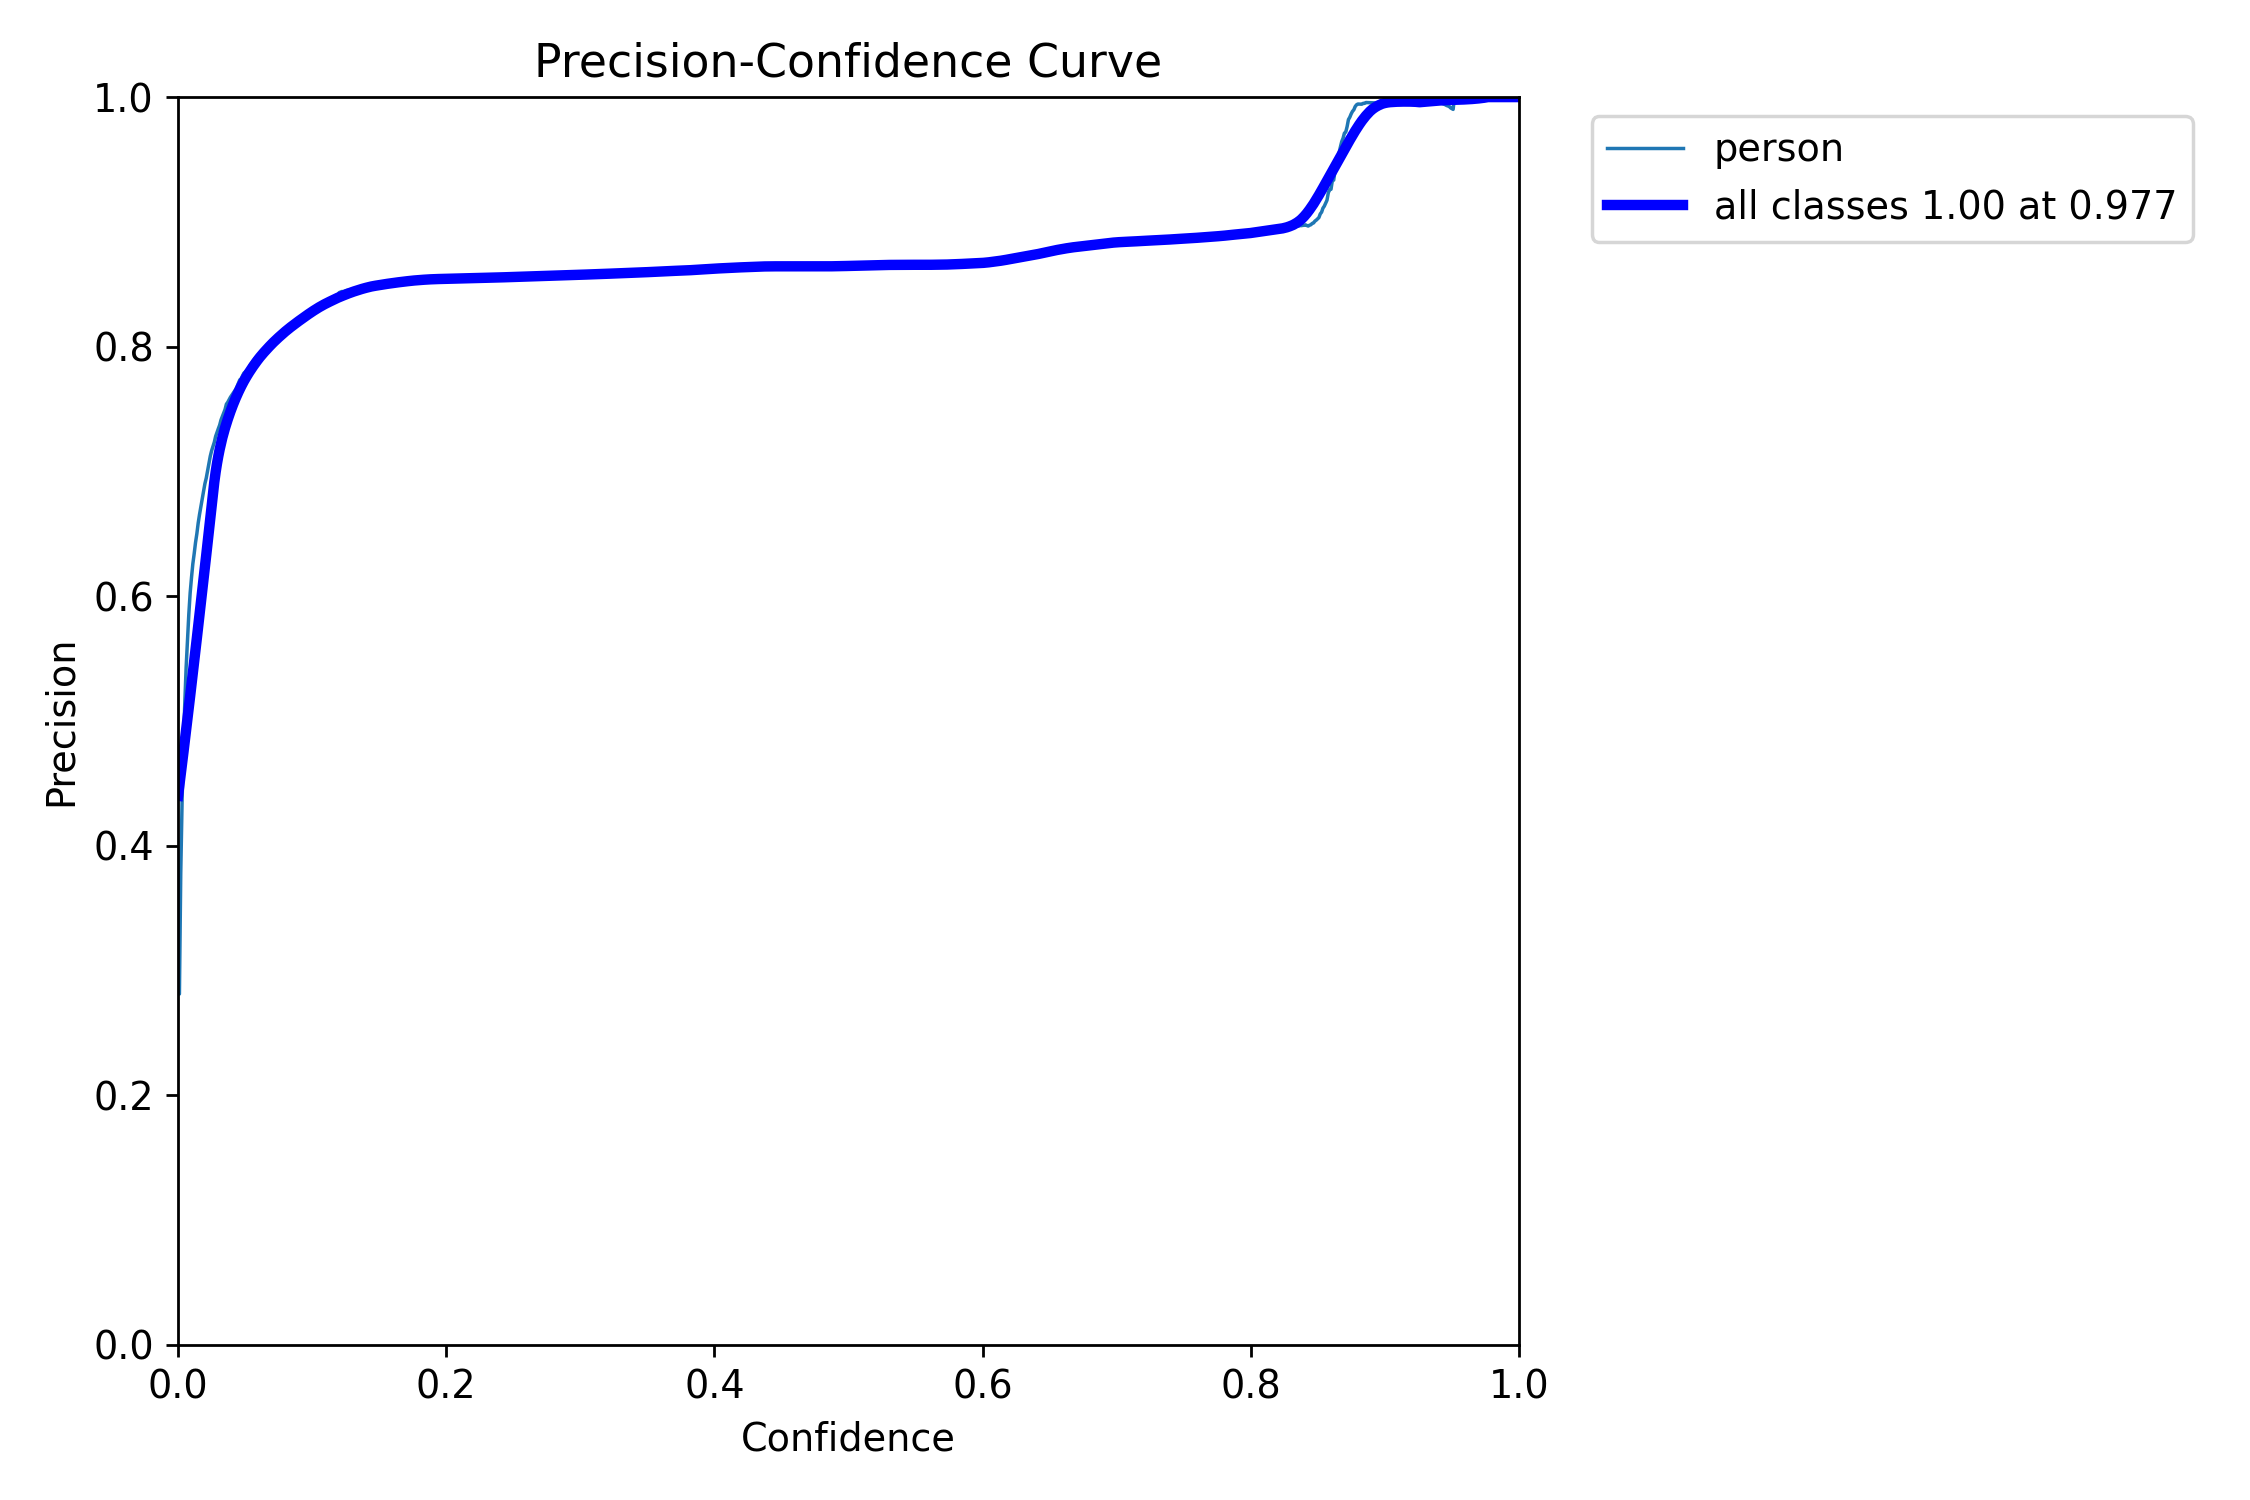 Precision-Confidence Curve
1.0
0.8
0.6
0.4
0.2
0.0
Precision
0.0 0.2 0.4 0.6 0.8 1.0
Confidence
person
all classes 1.00 at 0.977